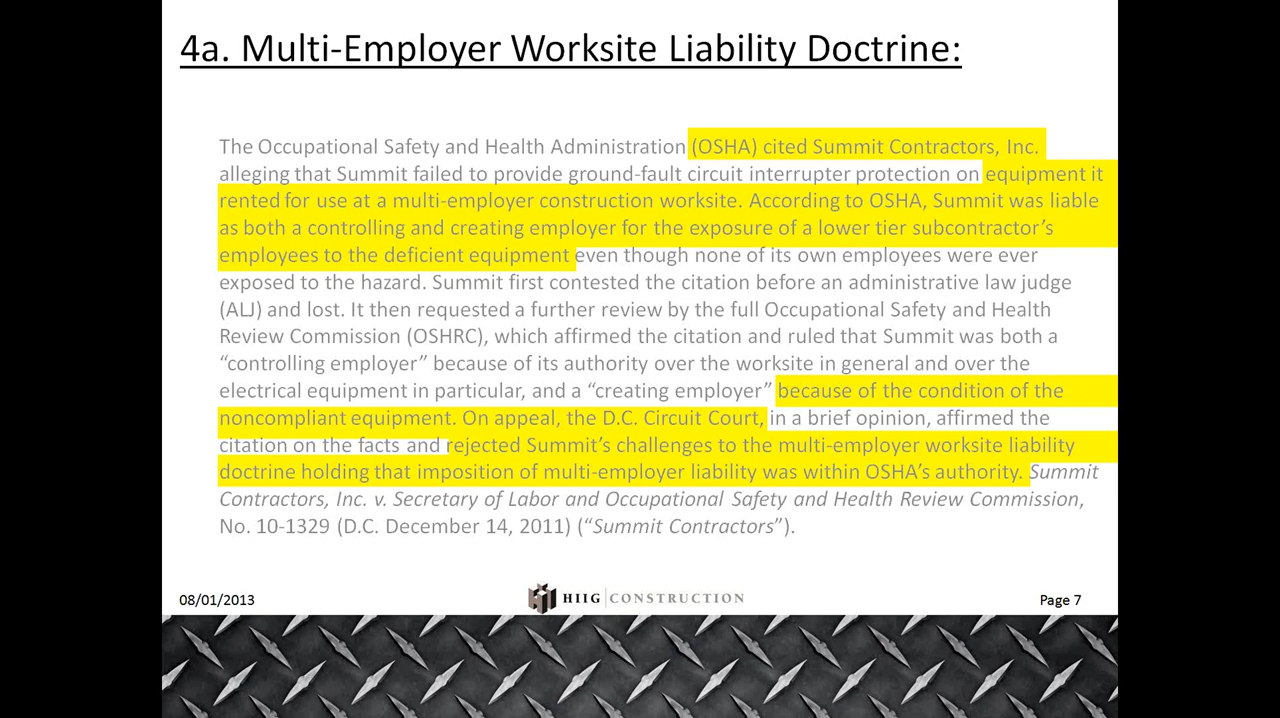 4a. Multi-Employer Worksite Liability Doctrine:
The Occupational Safety and Health Administration (OSHA) cited Summit Contractors, Inc.
alleging that Summit failed to provide ground-fault circuit interrupter protection on equipment it
rented for use at a multi-employer construction worksite. According to OSHA, Summit was liable
as both a controlling and creating employer for the exposure of a lower tier subcontractor’s
employees to the deficient equipment even though none of its own employees were ever
exposed to the hazard. Summit first contested the citation before an administrative law judge
(ALJ) and lost. It then requested a further review by the full Occupational Safety and Health
Review Commission (OSHRC), which affirmed the citation and ruled that Summit was both a
“controlling employer” because of its authority over the worksite in general and over the
electrical equipment in particular, and a “creating employer” because of the condition of the
noncompliant equipment. On appeal, the D.C. Circuit Court, in a brief opinion, affirmed the
citation on the facts and rejected Summit’s challenges to the multi-employer worksite liability
doctrine holding that imposition of multi-employer liability was within OSHA’s authority. Summit
Contractors, Inc. v. Secretary of Labor and Occupational Safety and Health Review Commission,
No. 10-1329 (D.C. December 14, 2011) (“Summit Contractors”).
08/01/2013
HIIG CONSTRUCTION
Page 7